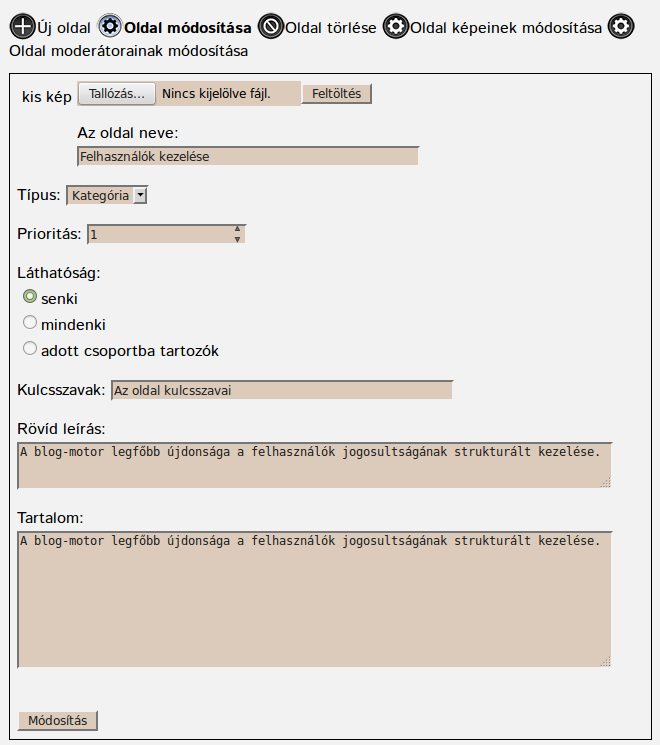 Új oldal Oldal módosítása Oldal törlése Oldal képeinek módosítása
Oldal moderátorainak módosítása
kis kép Tallózás... Nincs kijelölve fájl. Feltöltés
Az oldal neve:
Felhasználók kezelése
Típus: Kategória
Prioritás: 1
Láthatóság:
senki
mindenki
adott csoportba tartozók
Kulcsszavak: Az oldal kulcsszavai
Rövíd leírás:
A blog-motor legfőbb újdonsága a felhasználók jogosultságának strukturált kezelése.
Tartalom:
A blog-motor legfőbb újdonsága a felhasználók jogosultságának strukturált kezelése.
Módosítás